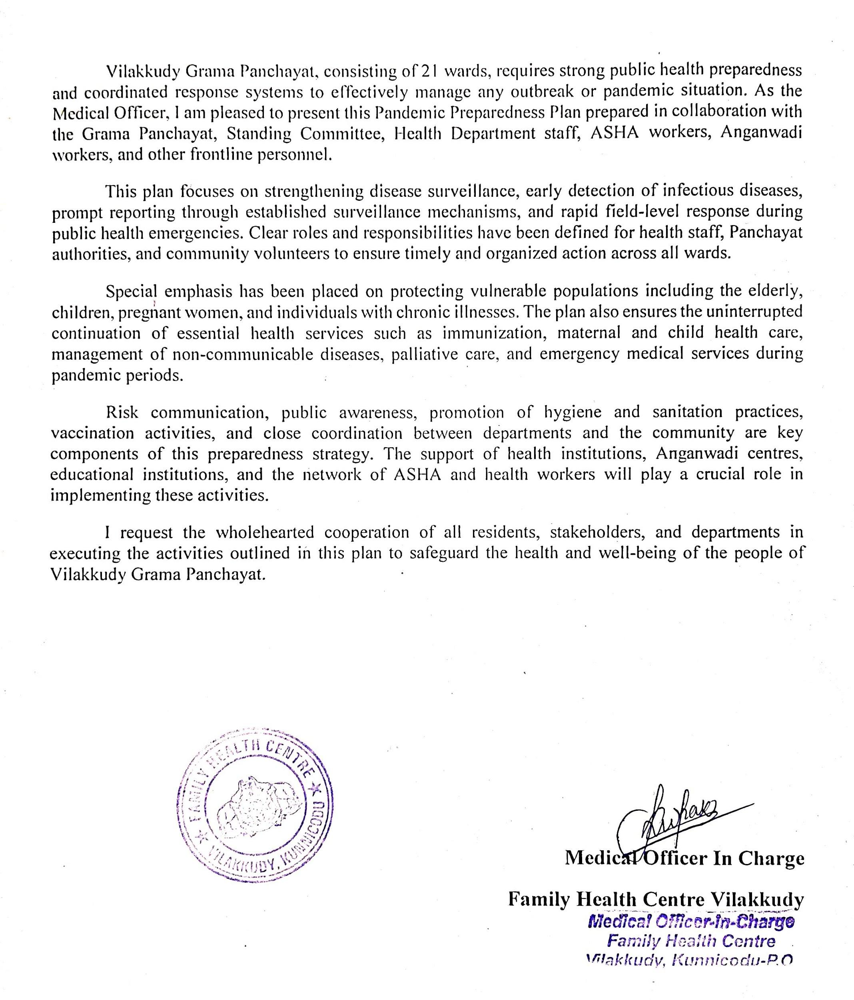 Vilakkudy Grama Panchayat, consisting of 21 wards, requires strong public health preparedness
and coordinated response systems to effectively manage any outbreak or pandemic situation. As the
Medical Officer, I am pleased to present this Pandemic Preparedness Plan prepared in collaboration with
the Grama Panchayat, Standing Committee, Health Department staff, ASHA workers, Anganwadi
workers, and other frontline personnel.
This plan focuses on strengthening disease surveillance, early detection of infectious diseases,
prompt reporting through established surveillance mechanisms, and rapid field-level response during
public health emergencies. Clear roles and responsibilities have been defined for health staff, Panchayat
authorities, and community volunteers to ensure timely and organized action across all wards.
Special emphasis has been placed on protecting vulnerable populations including the elderly,
children, pregnant women, and individuals with chronic illnesses. The plan also ensures the uninterrupted
continuation of essential health services such as immunization, maternal and child health care,
management of non-communicable diseases, palliative care, and emergency medical services during
pandemic periods.
Risk communication, public awareness, promotion of hygiene and sanitation practices,
vaccination activities, and close coordination between departments and the community are key
components of this preparedness strategy. The support of health institutions, Anganwadi centres,
educational institutions, and the network of ASHA and health workers will play a crucial role in
implementing these activities.
I request the wholehearted cooperation of all residents, stakeholders, and departments in
executing the activities outlined in this plan to safeguard the health and well-being of the people of
Vilakkudy Grama Panchayat.
FAMILY HEALTH CENTRE
VILAKKUDY, KUNNICODU
Medical Officer In Charge
Family Health Centre Vilakkudy
Medical Officer-in-Charge
Family Health Centre
Vilakkudy, Kunnicodu-P.O